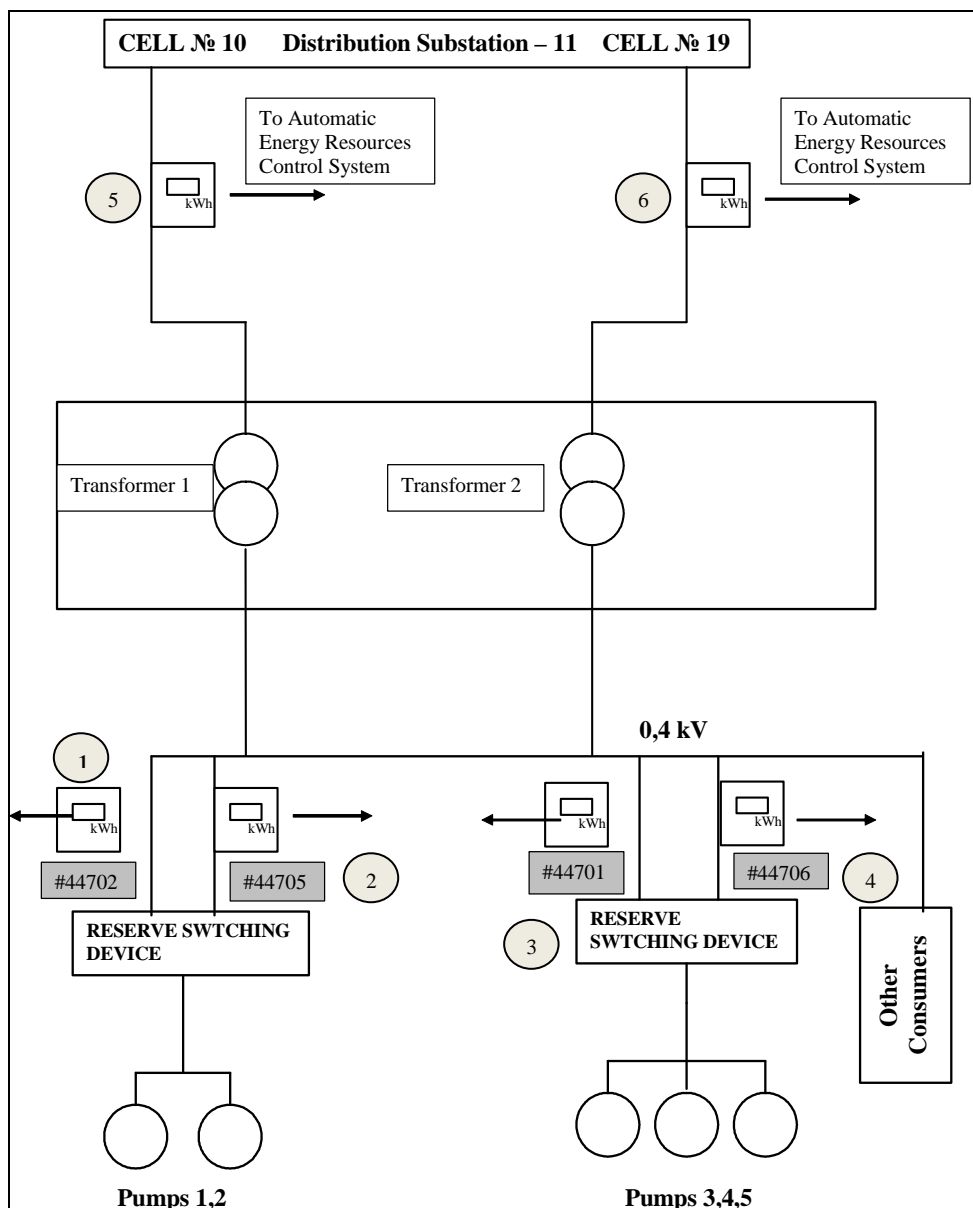 CELL № 10 Distribution Substation – 11 CELL № 19
To Automatic
Energy Resources
Control System
To Automatic
Energy Resources
Control System
5
kWh
6
kWh
Transformer 1
Transformer 2
0,4 kV
1
kWh
kWh
kWh
kWh
#44702
#44705
2
#44701
#44706
4
RESERVE SWTCHING
DEVICE
3
RESERVE
SWTCHING DEVICE
Other
Consumers
Pumps 1,2
Pumps 3,4,5